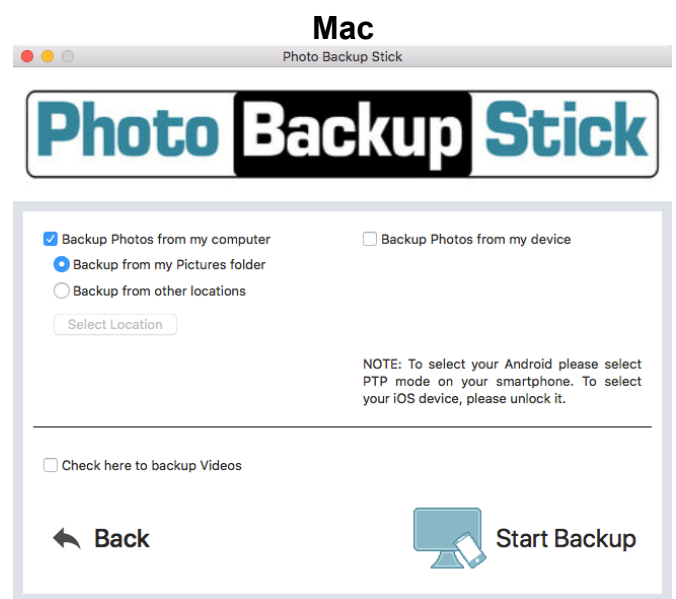 Mac
Photo Backup Stick
Photo Backup Stick
Backup Photos from my computer
Backup from my Pictures folder
Backup from other locations
Select Location
Backup Photos from my device
NOTE: To select your Android please select
PTP mode on your smartphone. To select
your iOS device, please unlock it.
Check here to backup Videos
Back
Start Backup